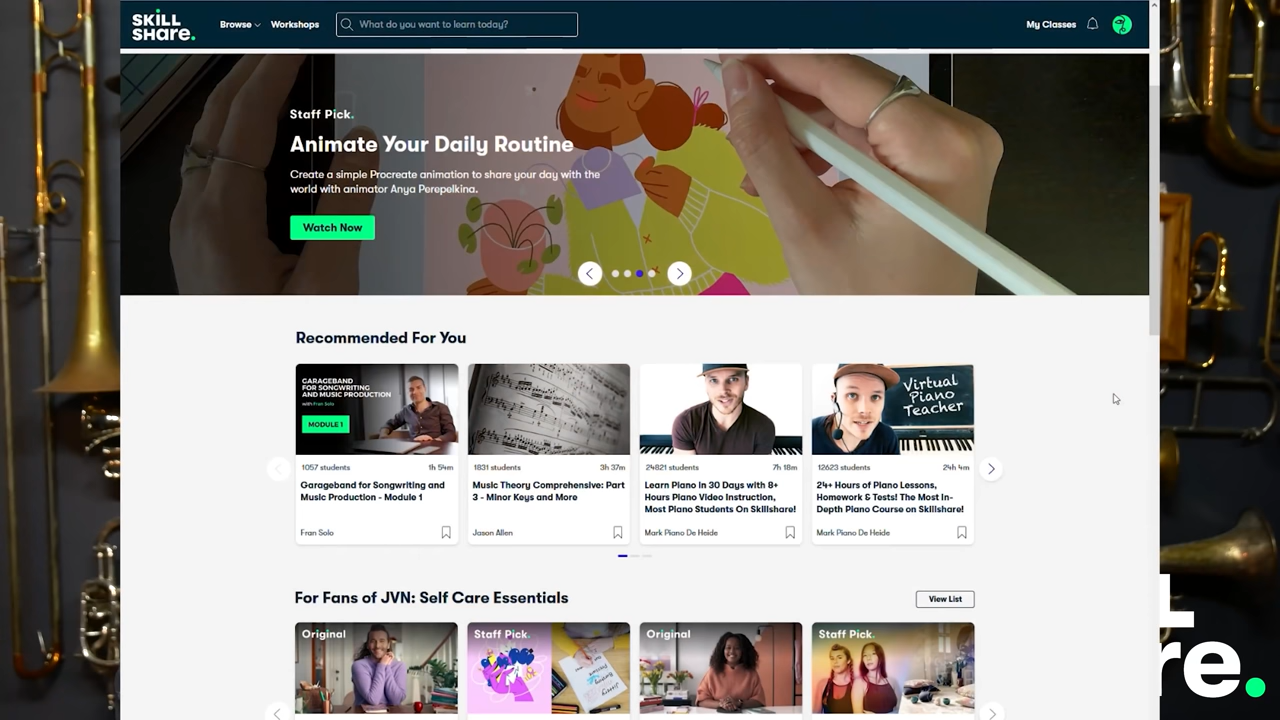 SKiLL
SHare.
Browse
Workshops
What do you want to learn today?
My Classes
Staff Pick.
Animate Your Daily Routine
Create a simple Procreate animation to share your day with the
world with animator Anya Perepelkina.
Watch Now
Recommended For You
GARAGEBAND
FOR SONGWRITING
AND MUSIC PRODUCTION
with Fran Solo
MODULE 1
Virtual
Piano
Teacher
1057 students
1h 54m
Garageband for Songwriting and
Music Production - Module 1
Fran Solo
1831 students
3h 37m
Music Theory Comprehensive: Part
3 - Minor Keys and More
Jason Allen
24821 students
7h 18m
Learn Piano in 30 Days with 8+
Hours Piano Video Instruction,
Most Piano Students On Skillshare!
Mark Piano De Heide
12623 students
24h 4m
24+ Hours of Piano Lessons,
Homework & Tests! The Most In-
Depth Piano Course on Skillshare!
Mark Piano De Heide
For Fans of JVN: Self Care Essentials
View List
Original
Staff Pick.
Original
Staff Pick.
re.